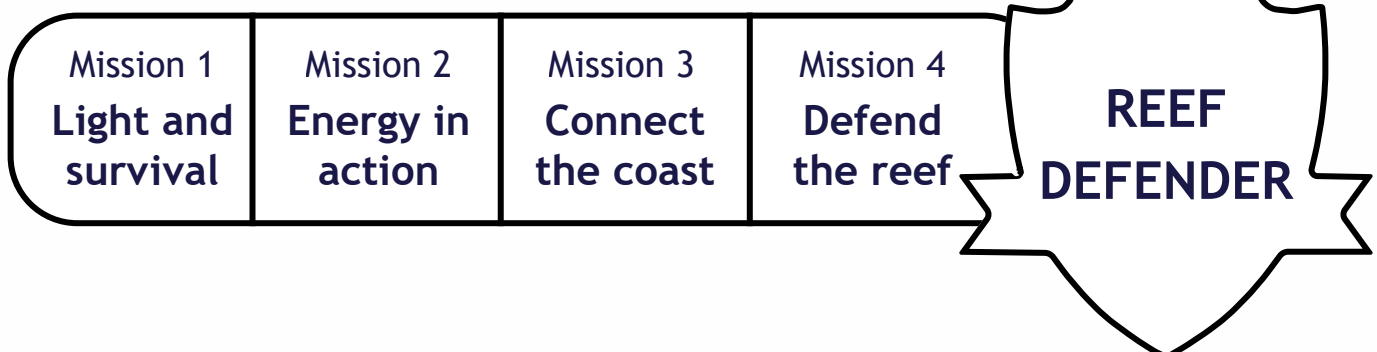 Mission 1
Light and
survival
Mission 2
Energy in
action
Mission 3
Connect
the coast
Mission 4
Defend
the reef
REEF
DEFENDER